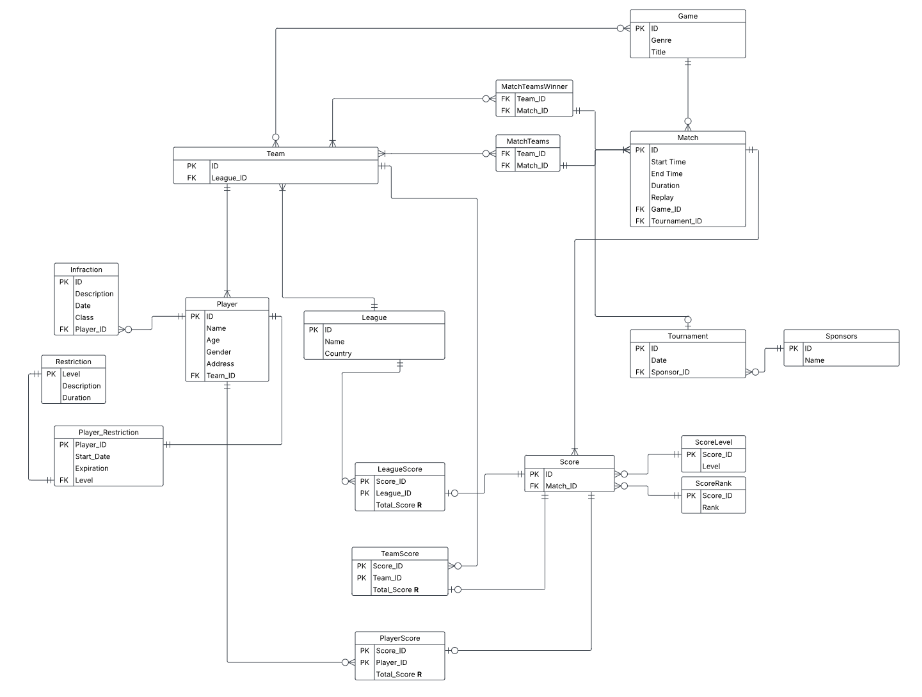 Game
PK ID
Genre
Title
MatchTeamsWinner
FK Team_ID
FK Match_ID
MatchTeams
FK Team_ID
FK Match_ID
Match
PK ID
Start Time
End Time
Duration
Replay
FK Game_ID
FK Tournament_ID
Team
PK ID
FK League_ID
Infraction
PK ID
Description
Date
Class
FK Player_ID
Player
PK ID
Name
Age
Gender
Address
FK Team_ID
League
PK ID
Name
Country
Tournament
PK ID
Date
FK Sponsor_ID
Sponsors
PK ID
Name
Restriction
PK Level
Description
Duration
Player_Restriction
PK Player_ID
Start_Date
Expiration
FK Level
LeagueScore
PK Score_ID
PK League_ID
Total_Score R
Score
PK ID
FK Match_ID
ScoreLevel
PK Score_ID
Level
ScoreRank
PK Score_ID
Rank
TeamScore
PK Score_ID
PK Team_ID
Total_Score R
PlayerScore
PK Score_ID
PK Player_ID
Total_Score R